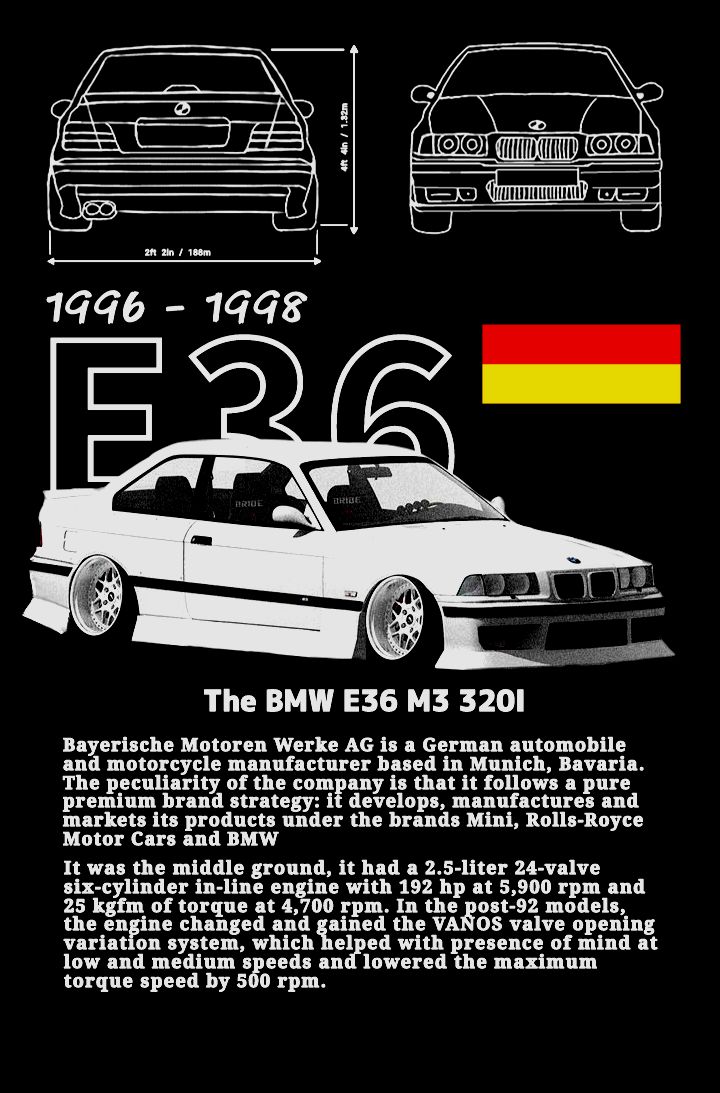 4ft 4in / 1.32m
2ft 2in / 188m
1996 - 1998
E36
BRIDE
BRIDE
The BMW E36 M3 320I
Bayerische Motoren Werke AG is a German automobile
and motorcycle manufacturer based in Munich, Bavaria.
The peculiarity of the company is that it follows a pure
premium brand strategy: it develops, manufactures and
markets its products under the brands Mini, Rolls-Royce
Motor Cars and BMW
It was the middle ground, it had a 2.5-liter 24-valve
six-cylinder in-line engine with 192 hp at 5,900 rpm and
25 kgfm of torque at 4,700 rpm. In the post-92 models,
the engine changed and gained the VANOS valve opening
variation system, which helped with presence of mind at
low and medium speeds and lowered the maximum
torque speed by 500 rpm.